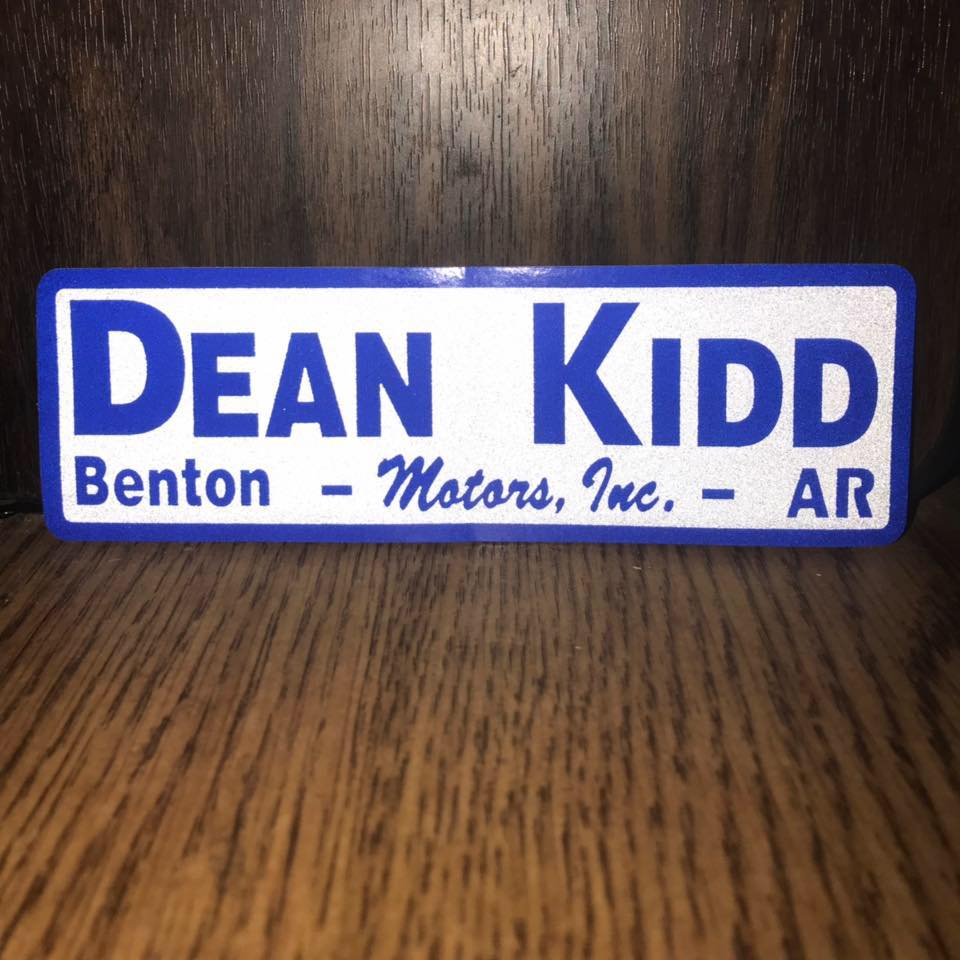 DEAN KIDD
Benton - Motors, Inc. - AR